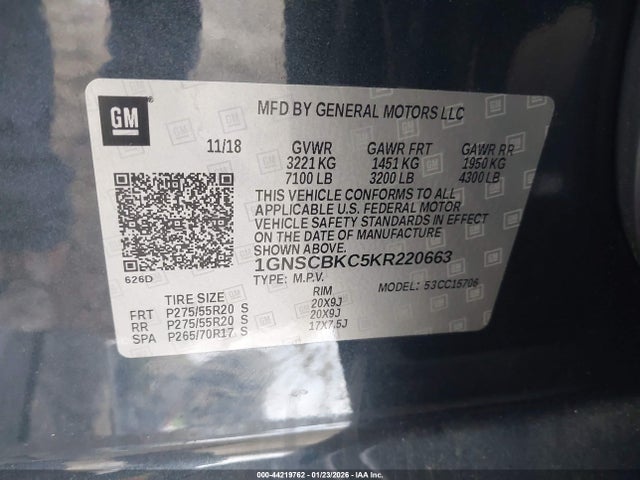 GM
MFD BY GENERAL MOTORS LLC
11/18 GVWR GAWR FRT GAWR RR
3221 KG 1451 KG 1950 KG
7100 LB 3200 LB 4300 LB
THIS VEHICLE CONFORMS TO ALL
APPLICABLE U.S. FEDERAL MOTOR
VEHICLE SAFETY STANDARDS IN EFFECT
ON THE DATE OF MANUFACTURE
SHOWN ABOVE.
626D
1GNSCBKC5KR220663
TYPE: M.P.V. MODEL: 53CC15706
TIRE SIZE RIM
FRT P275/55R20 S 20X9J
RR P275/55R20 S 20X9J
SPA P265/70R17 S 17X7.5J
000-44219762 - 01/23/2026 - IAA Inc.